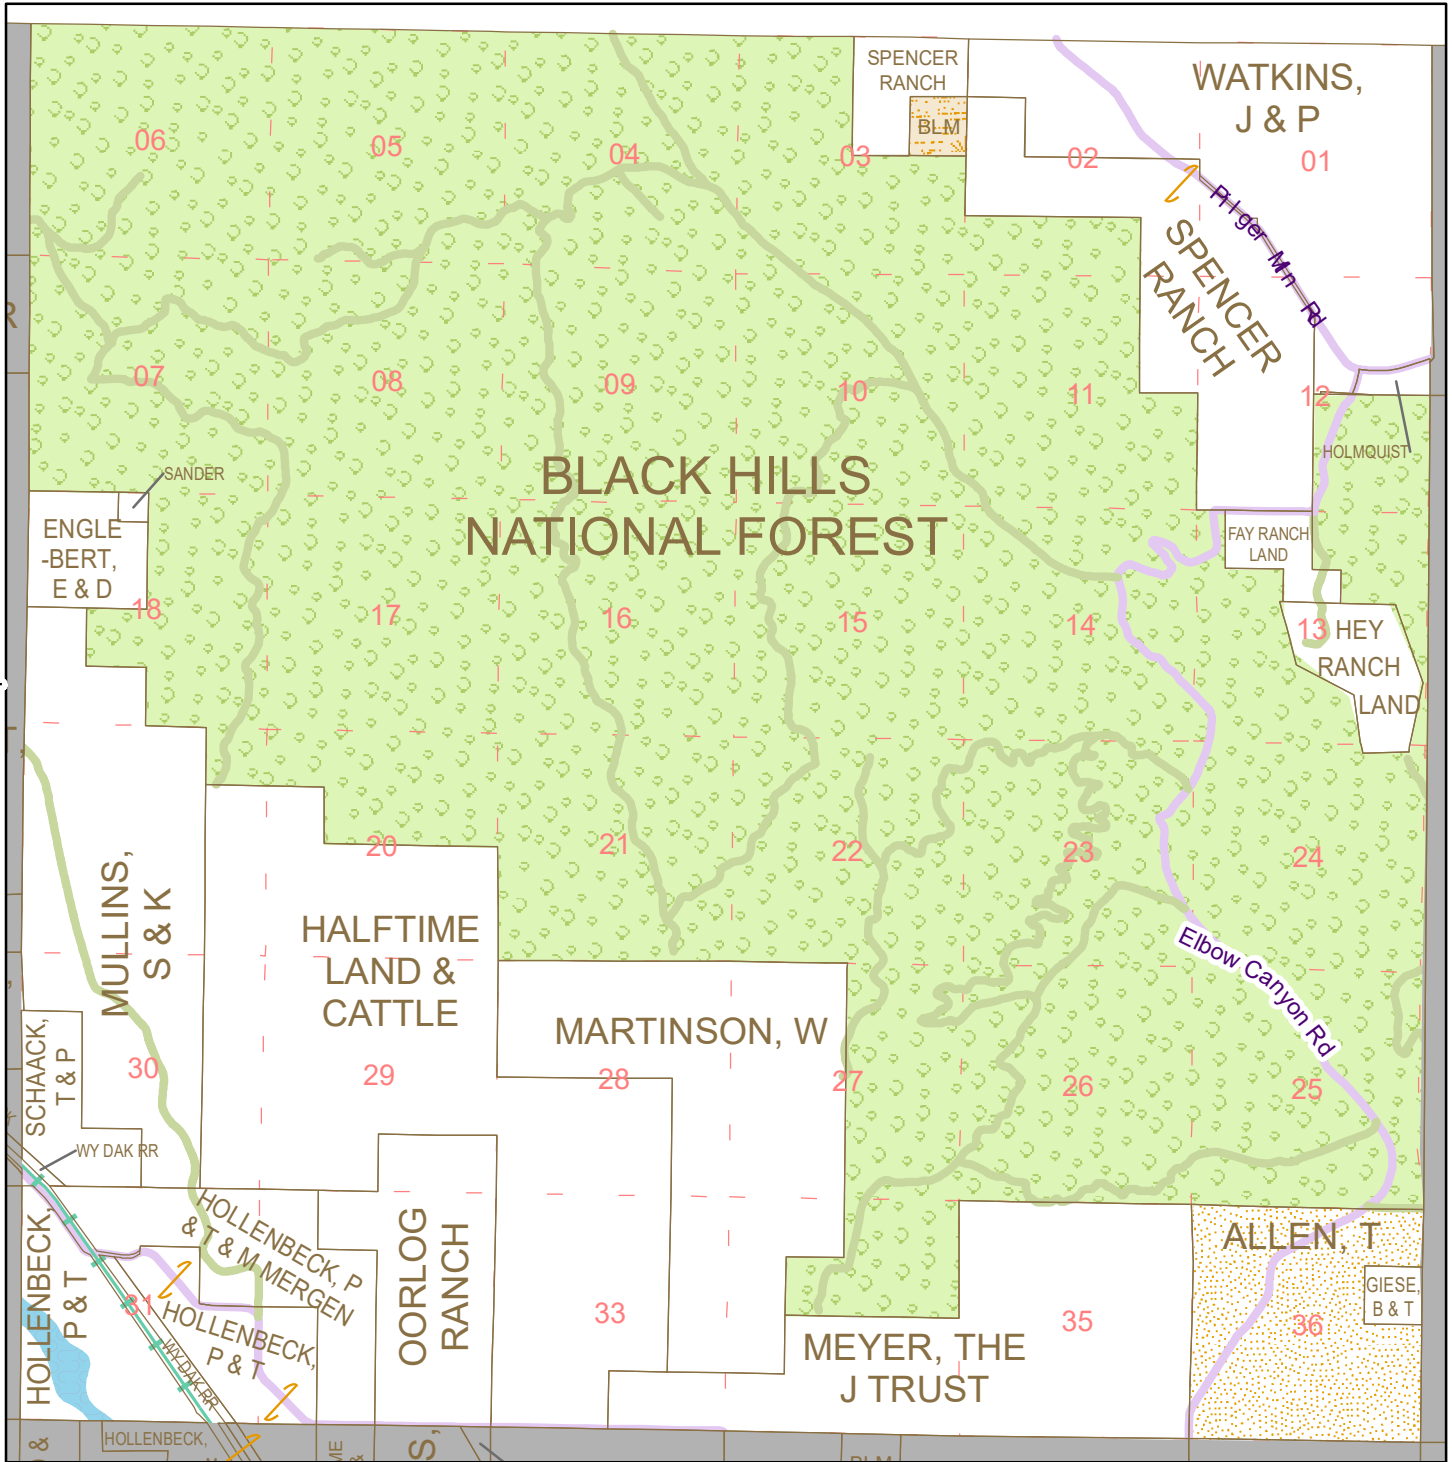 SPENCER
RANCH
BLM
WATKINS,
J & P
06
05
04
03
02
01
Pilger Mtn Rd
SPENCER
RANCH
R
07
08
09
10
11
12
HOLMQUIST
SANDER
BLACK HILLS
NATIONAL FOREST
ENGLE
-BERT,
E & D
FAY RANCH
LAND
18
17
16
15
14
13
HEY
RANCH
LAND
20
21
22
23
24
MULLINS,
S & K
HALFTIME
LAND &
CATTLE
MARTINSON, W
Elbow Canyon Rd
SCHAACK,
T & P
30
29
28
27
26
25
WY DAK RR
HOLLENBECK,
P & T
HOLLENBECK, P
& T & M MERGEN
OORLOG
RANCH
ALLEN, T
GIESE,
B & T
31
HOLLENBECK,
P & T
WY DAK RR
33
35
36
MEYER, THE
J TRUST
HOLLENBECK,
&
ME
&
S,
BLM